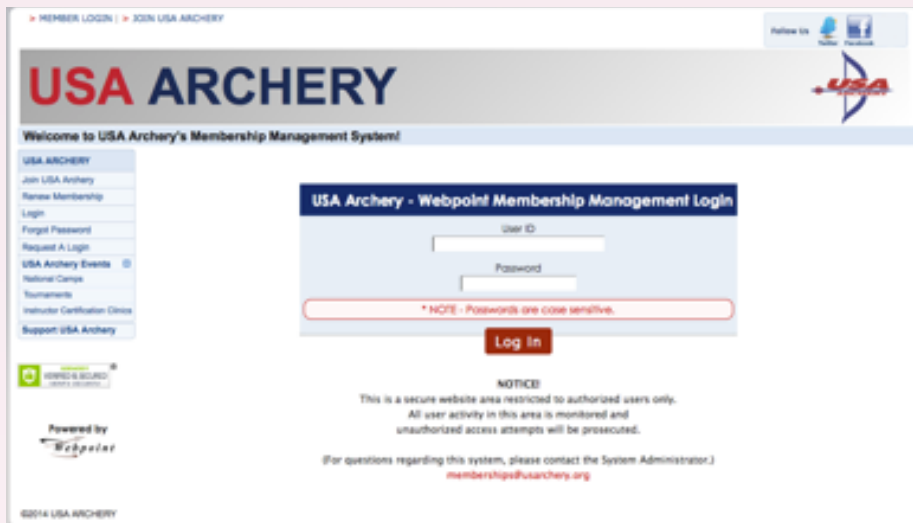 > MEMBER LOGIN | > JOIN USA ARCHERY
Follow Us
Twitter Facebook
USA ARCHERY
USA
ARCHERY
Welcome to USA Archery's Membership Management System!
USA ARCHERY
Join USA Archery
Renew Membership
Login
Forgot Password
Request A Login
USA Archery Events
National Camps
Tournaments
Instructor Certification Clinics
Support USA Archery
USA Archery - Webpoint Membership Management Login
User ID
Password
* NOTE - Passwords are case sensitive.
Log In
NOTICE!
This is a secure website area restricted to authorized users only.
All user activity in this area is monitored and
unauthorized access attempts will be prosecuted.
(For questions regarding this system, please contact the System Administrator.)
memberships@usarchery.org
VERIFIED & SECURED
Powered by
Webpoint
©2014 USA ARCHERY